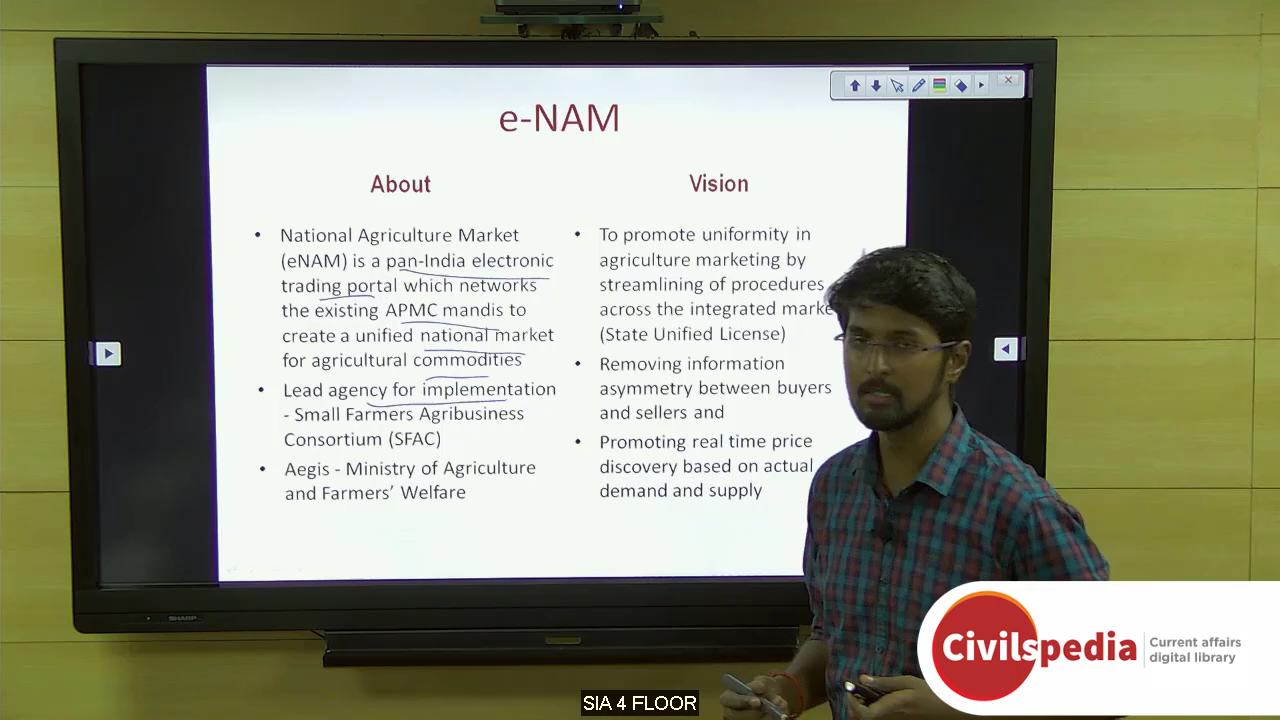 e-NAM
About
• National Agriculture Market
(eNAM) is a pan-India electronic
trading portal which networks
the existing APMC mandis to
create a unified national market
for agricultural commodities
• Lead agency for implementation
- Small Farmers Agribusiness
Consortium (SFAC)
• Aegis - Ministry of Agriculture
and Farmers' Welfare
Vision
• To promote uniformity in
agriculture marketing by
streamlining of procedures
across the integrated marke
(State Unified License)
• Removing information
asymmetry between buyers
and sellers and
• Promoting real time price
discovery based on actual
demand and supply
SHARP
Civilspedia
Current affairs
digital library
SIA 4 FLOOR